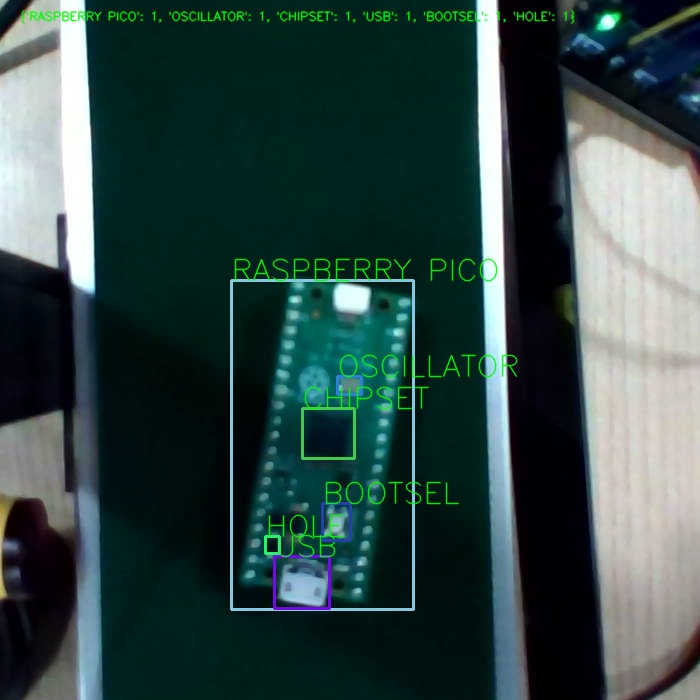 {'RASPBERRY PICO': 1, 'OSCILLATOR': 1, 'CHIPSET': 1, 'USB': 1, 'BOOTSEL': 1, 'HOLE': 1}
RASPBERRY PICO
OSCILLATOR
CHIPSET
BOOTSEL
HOLE
USB